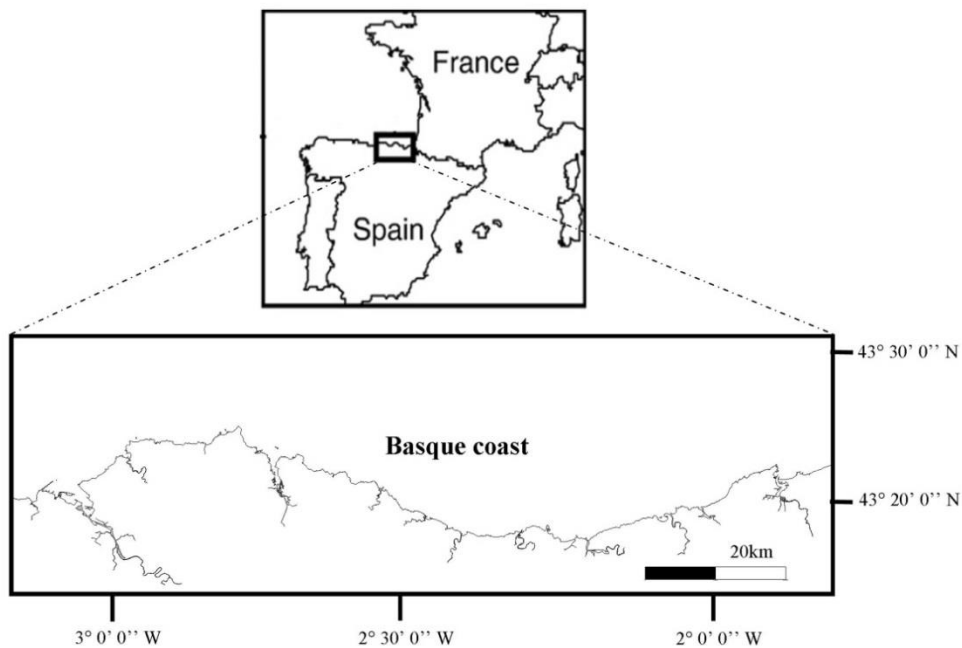 France
Spain
43° 30’ 0’’ N
Basque coast
43° 20’ 0’’ N
20km
3° 0’ 0’’ W
2° 30’ 0’’ W
2° 0’ 0’’ W